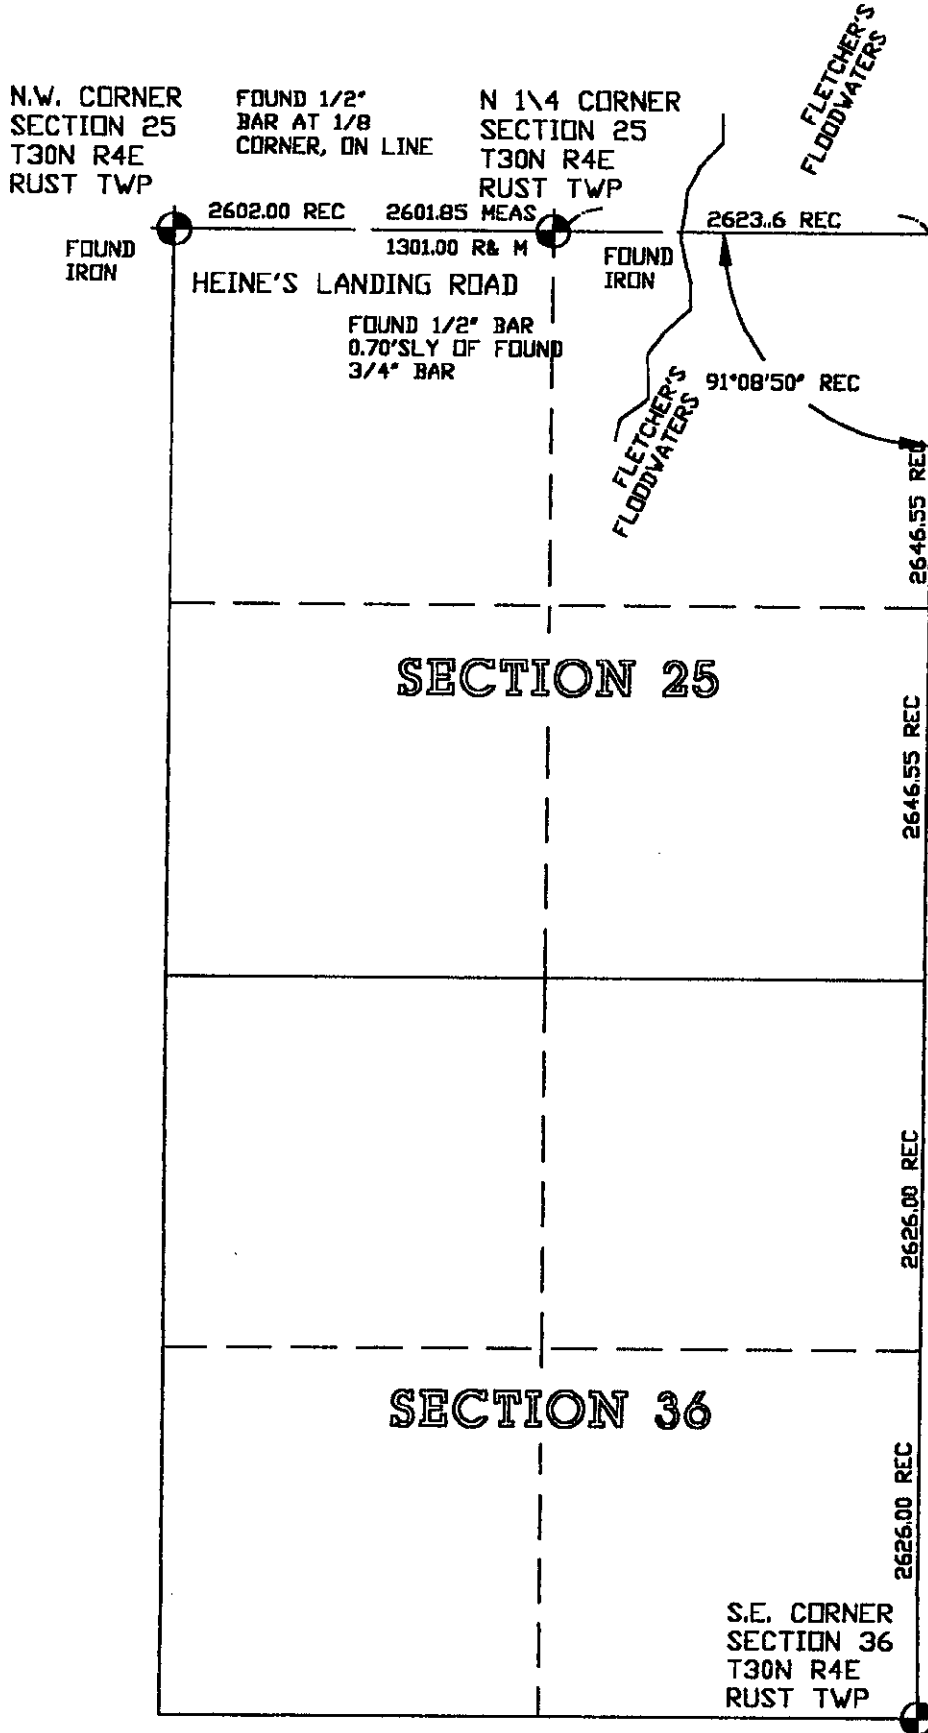 FLETCHER'S
FLOODWATERS
N.W. CORNER
SECTION 25
T30N R4E
RUST TWP
FOUND 1/2"
BAR AT 1/8
CORNER, ON LINE
N 1\4 CORNER
SECTION 25
T30N R4E
RUST TWP
2602.00 REC
2601.85 MEAS
2623..6 REC
FOUND
IRON
1301.00 R& M
FOUND
IRON
HEINE'S LANDING ROAD
FOUND 1/2" BAR
0.70'SLY OF FOUND
3/4" BAR
91°08'50" REC
FLETCHER'S
FLOODWATERS
2646.55 REC
SECTION 25
2646.55 REC
2626.00 REC
SECTION 36
2626.00 REC
S.E. CORNER
SECTION 36
T30N R4E
RUST TWP